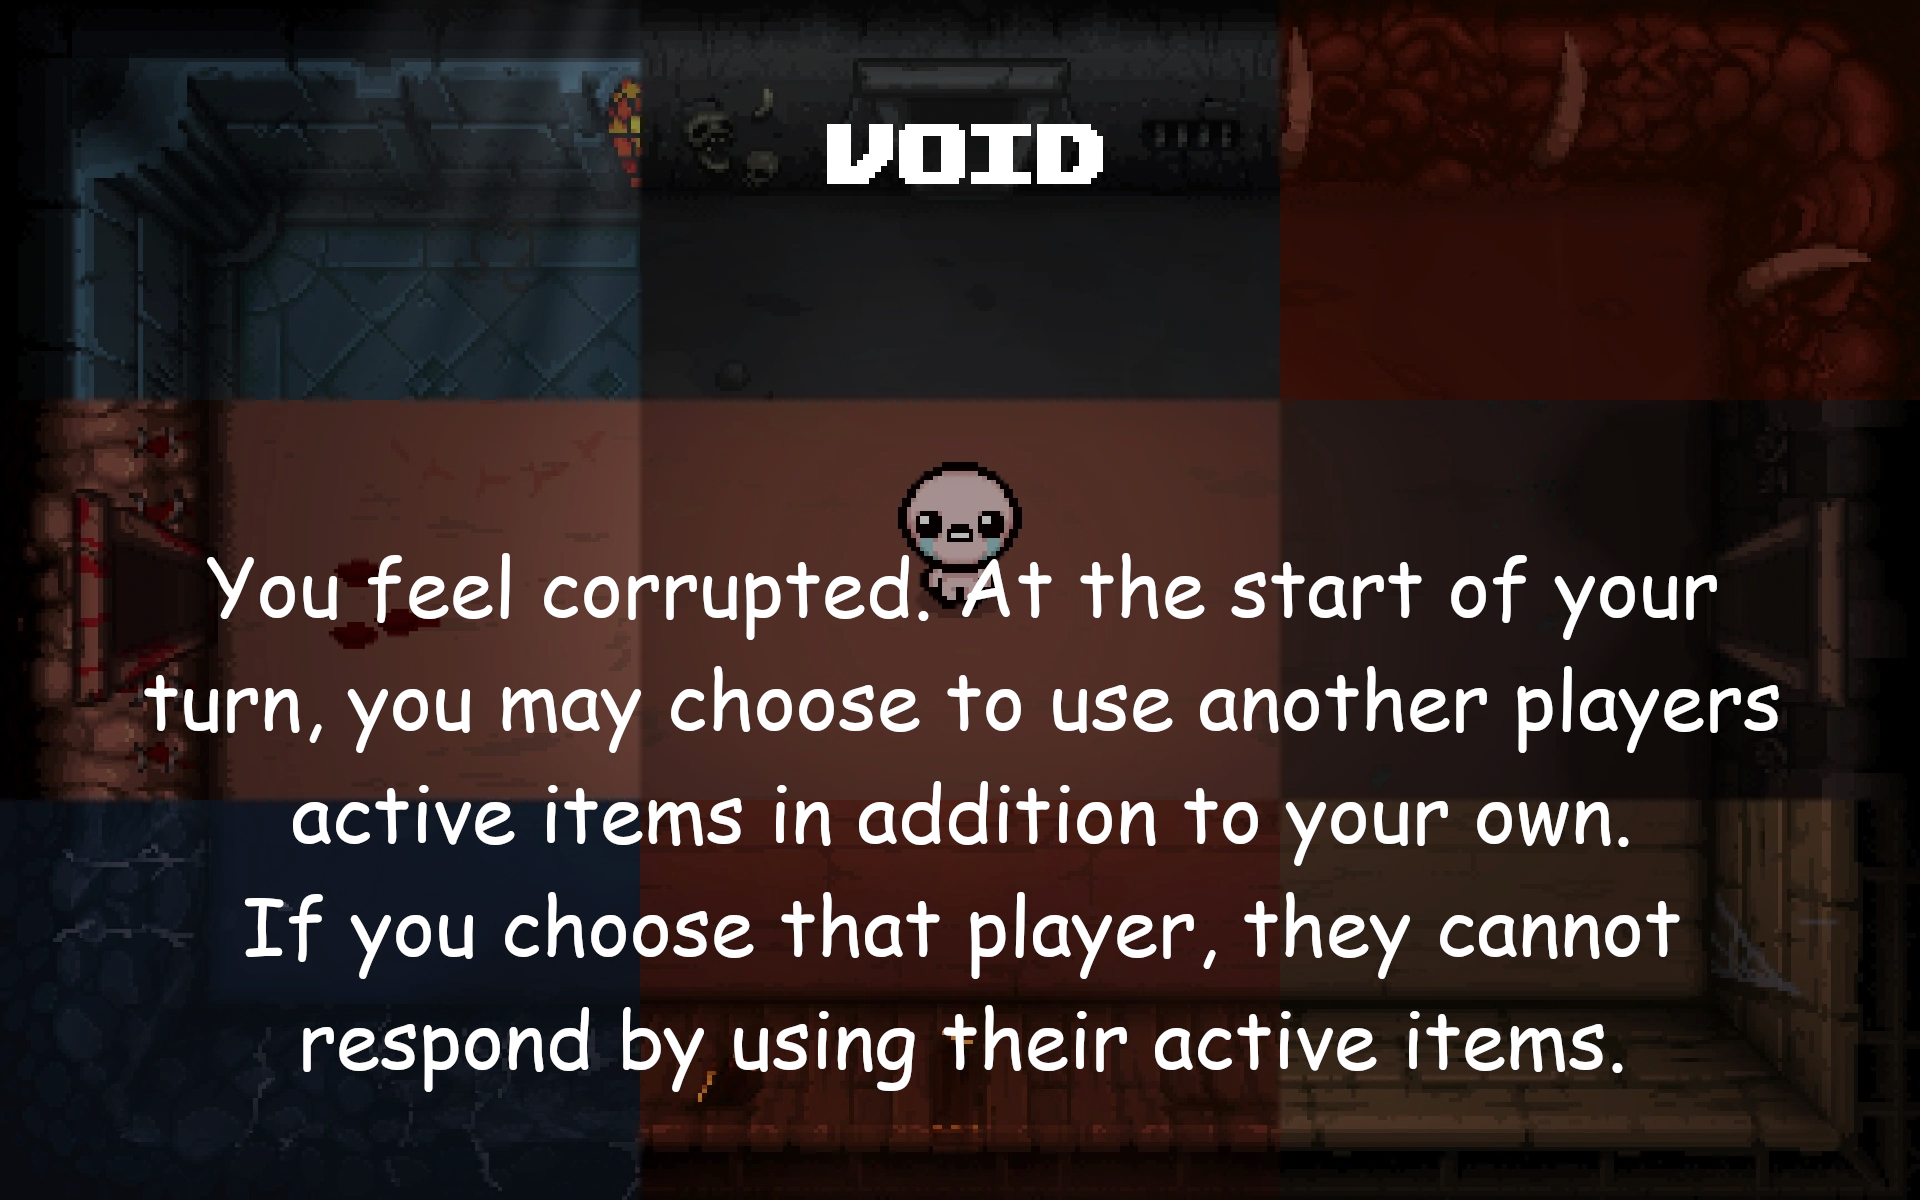 VOID
You feel corrupted. At the start of your
turn, you may choose to use another players
active items in addition to your own.
If you choose that player, they cannot
respond by using their active items.